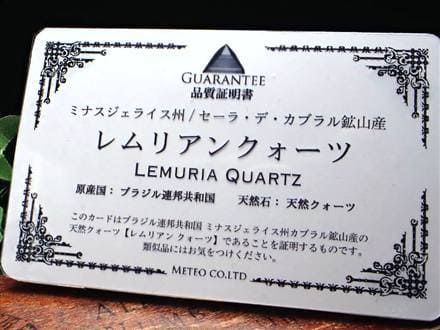 GUARANTEE
品質証明書
ミナスジェライス州/セーラ・デ・カブラル鉱山産
レムリアンクォーツ
LEMURIA QUARTZ
原産国：ブラジル連邦共和国 天然石：天然クォーツ
このカードはブラジル連邦共和国 ミナスジェライス州カブラル鉱山産の
天然クォーツ【レムリアン クォーツ】であることを証明するものです。
類似品にはお気をつけください。
METEO CO.LTD